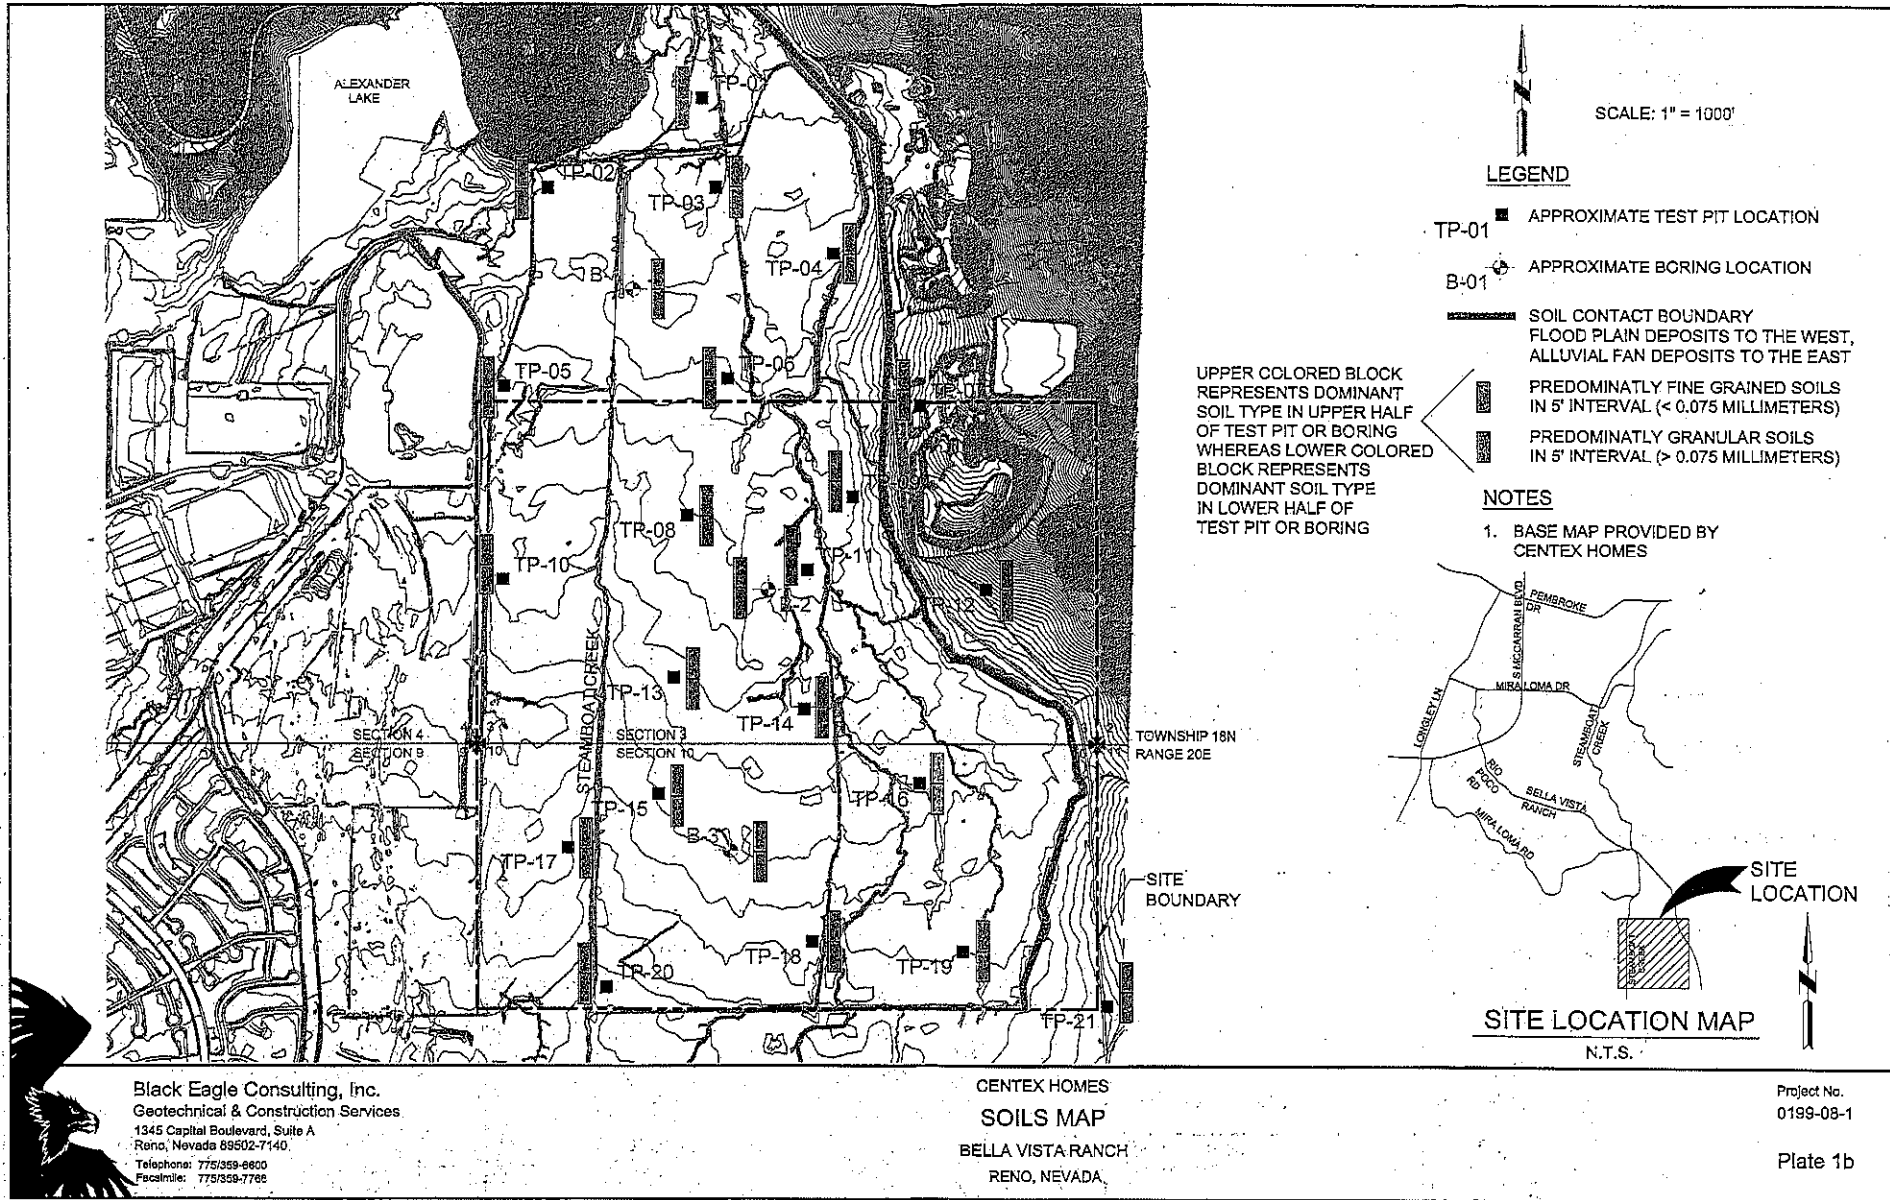 ALEXANDER
LAKE
TP-02
TP-03
TP-04
TP-05
TP-06
TP-08
TP-10
TP-11
TP-12
TP-13
TP-14
STEAMBOAT CREEK
SECTION 4
SECTION 9
SECTION 3
SECTION 10
TOWNSHIP 18N
RANGE 20E
TP-15
TP-16
B-3
TP-17
SITE
BOUNDARY
TP-18
TP-19
TP-20
TP-21
SCALE: 1" = 1000'
LEGEND
TP-01 APPROXIMATE TEST PIT LOCATION
B-01 APPROXIMATE BORING LOCATION
SOIL CONTACT BOUNDARY
FLOOD PLAIN DEPOSITS TO THE WEST,
ALLUVIAL FAN DEPOSITS TO THE EAST
PREDOMINATLY FINE GRAINED SOILS
IN 5' INTERVAL (< 0.075 MILLIMETERS)
PREDOMINATLY GRANULAR SOILS
IN 5' INTERVAL (> 0.075 MILLIMETERS)
UPPER COLORED BLOCK
REPRESENTS DOMINANT
SOIL TYPE IN UPPER HALF
OF TEST PIT OR BORING
WHEREAS LOWER COLORED
BLOCK REPRESENTS
DOMINANT SOIL TYPE
IN LOWER HALF OF
TEST PIT OR BORING
NOTES
1. BASE MAP PROVIDED BY
CENTEX HOMES
PEMBROKE
DR
S MCCARRAN BLVD
LONGLEY LN
MIRA LOMA DR
STEAMBOAT
CREEK
RIO
POCO
RD
BELLA VISTA
RANCH
MIRA LOMA RD
SITE
LOCATION
SITE LOCATION MAP
N.T.S.
Black Eagle Consulting, Inc.
Geotechnical & Construction Services
1345 Capital Boulevard, Suite A
Reno, Nevada 89502-7140
Telephone: 775/359-6600
Facsimile: 775/359-7766
CENTEX HOMES
SOILS MAP
BELLA VISTA RANCH
RENO, NEVADA
Project No.
0199-08-1
Plate 1b